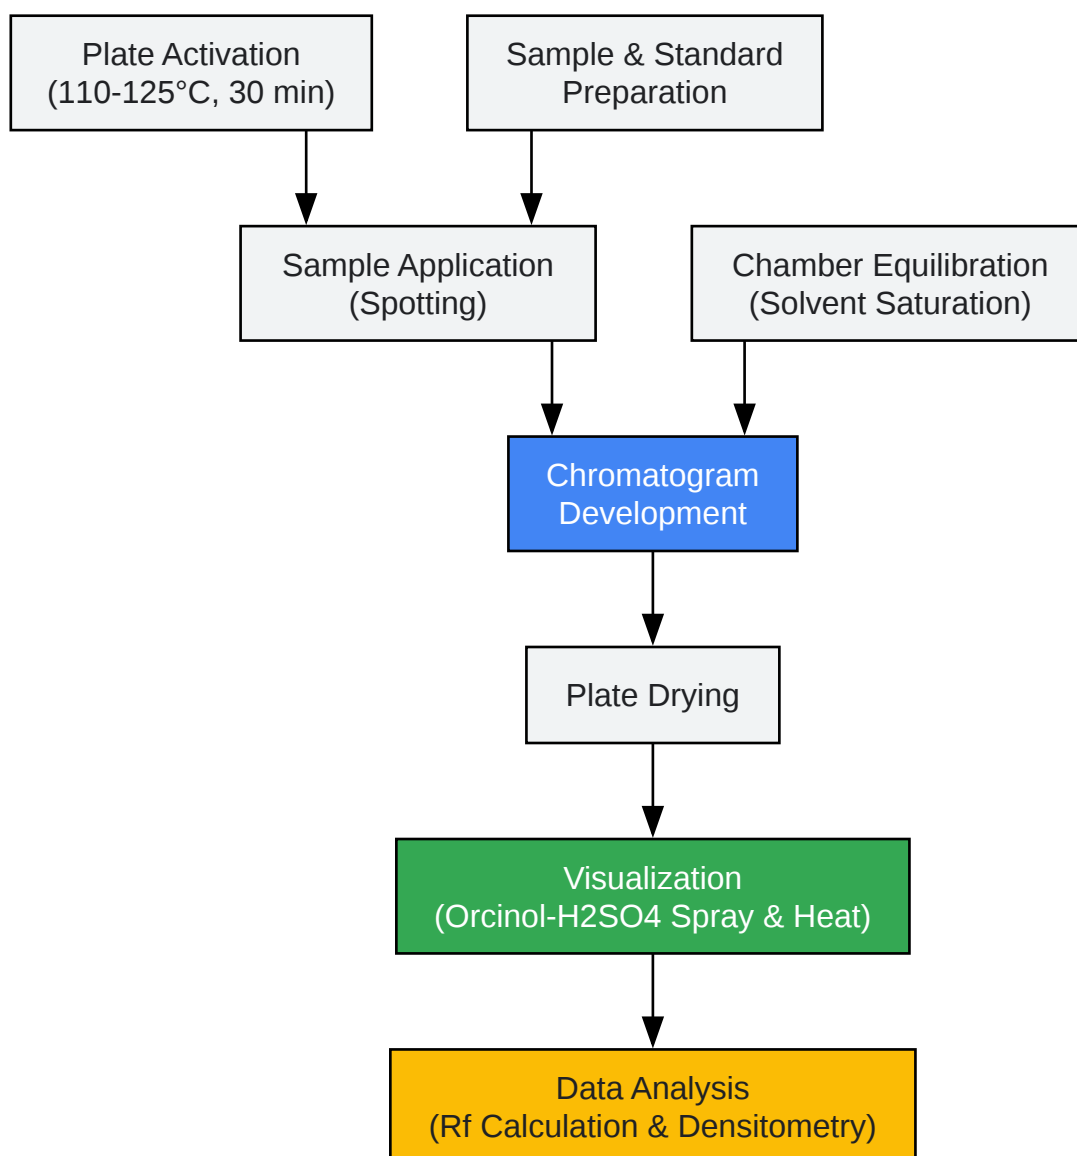 Plate Activation
(110-125°C, 30 min)
Sample & Standard
Preparation
Sample Application
(Spotting)
Chamber Equilibration
(Solvent Saturation)
Chromatogram
Development
Plate Drying
Visualization
(Orcinol-H2SO4 Spray & Heat)
Data Analysis
(Rf Calculation & Densitometry)